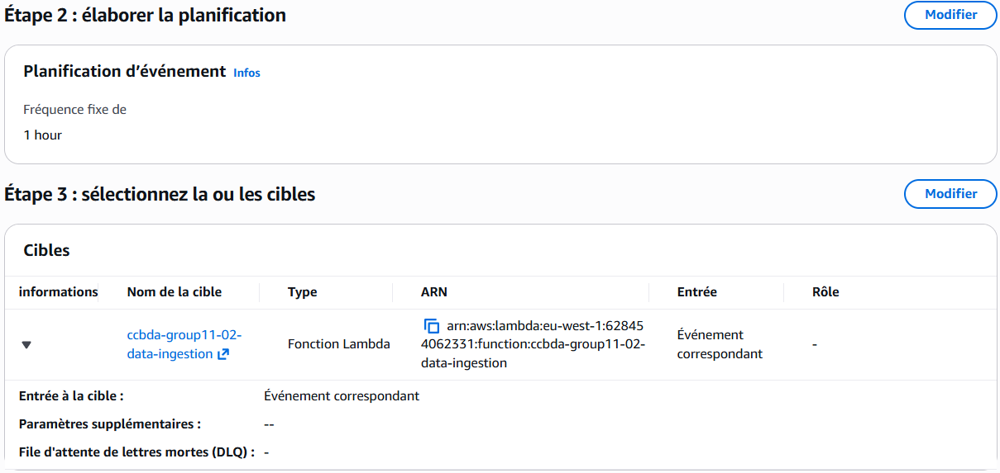 Étape 2 : élaborer la planification
Modifier
Planification d’événement Infos
Fréquence fixe de
1 hour
Étape 3 : sélectionnez la ou les cibles
Modifier
Cibles
informations Nom de la cible Type ARN Entrée Rôle
ccbda-group11-02-
data-ingestion
Fonction Lambda
arn:aws:lambda:eu-west-1:62845
4062331:function:ccbda-group11-02-
data-ingestion
Événement
correspondant
-
Entrée à la cible : Événement correspondant
Paramètres supplémentaires : --
File d'attente de lettres mortes (DLQ) : -